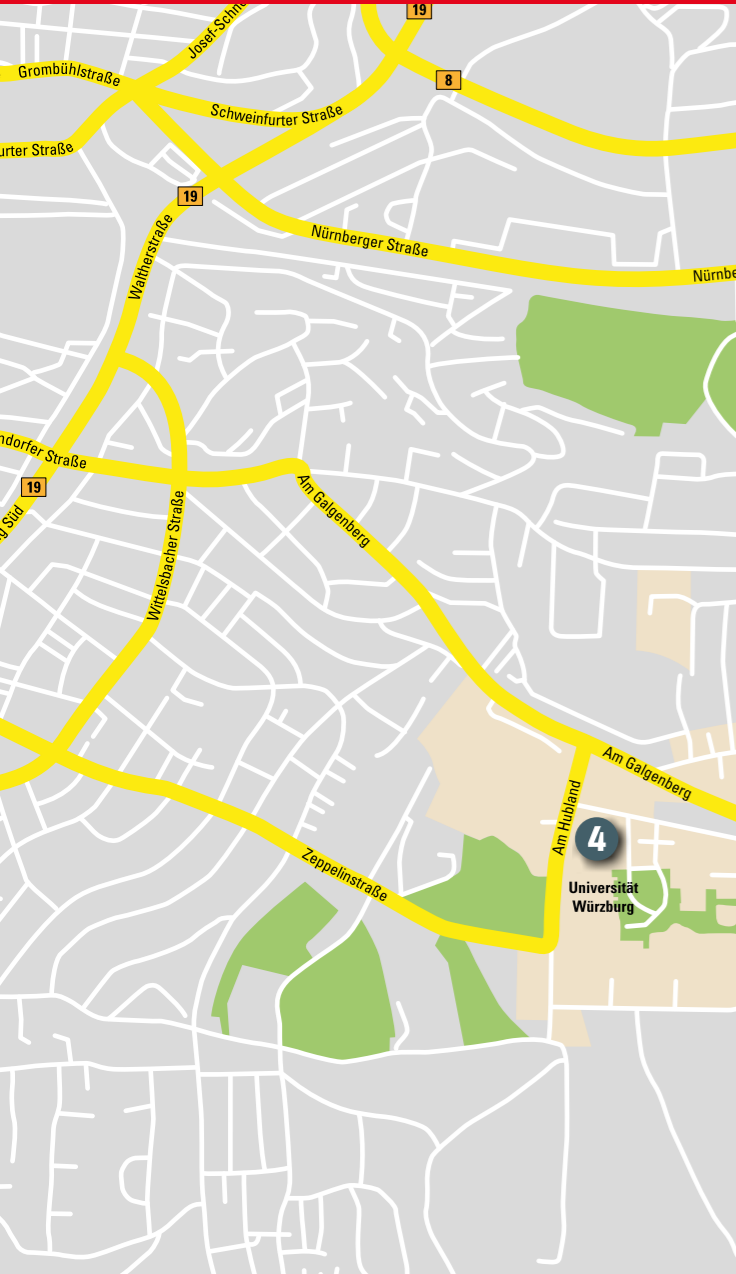 19
Josef-Schne
Grombühlstraße
8
Schweinfurter Straße
urter Straße
19
Waltherstraße
Nürnberger Straße
Nürnbe
ndorfer Straße
19
g Süd
Am Galgenberg
Wittelsbacher Straße
Am Galgenberg
Am Hubland
4
Universität
Würzburg
Zeppelinstraße